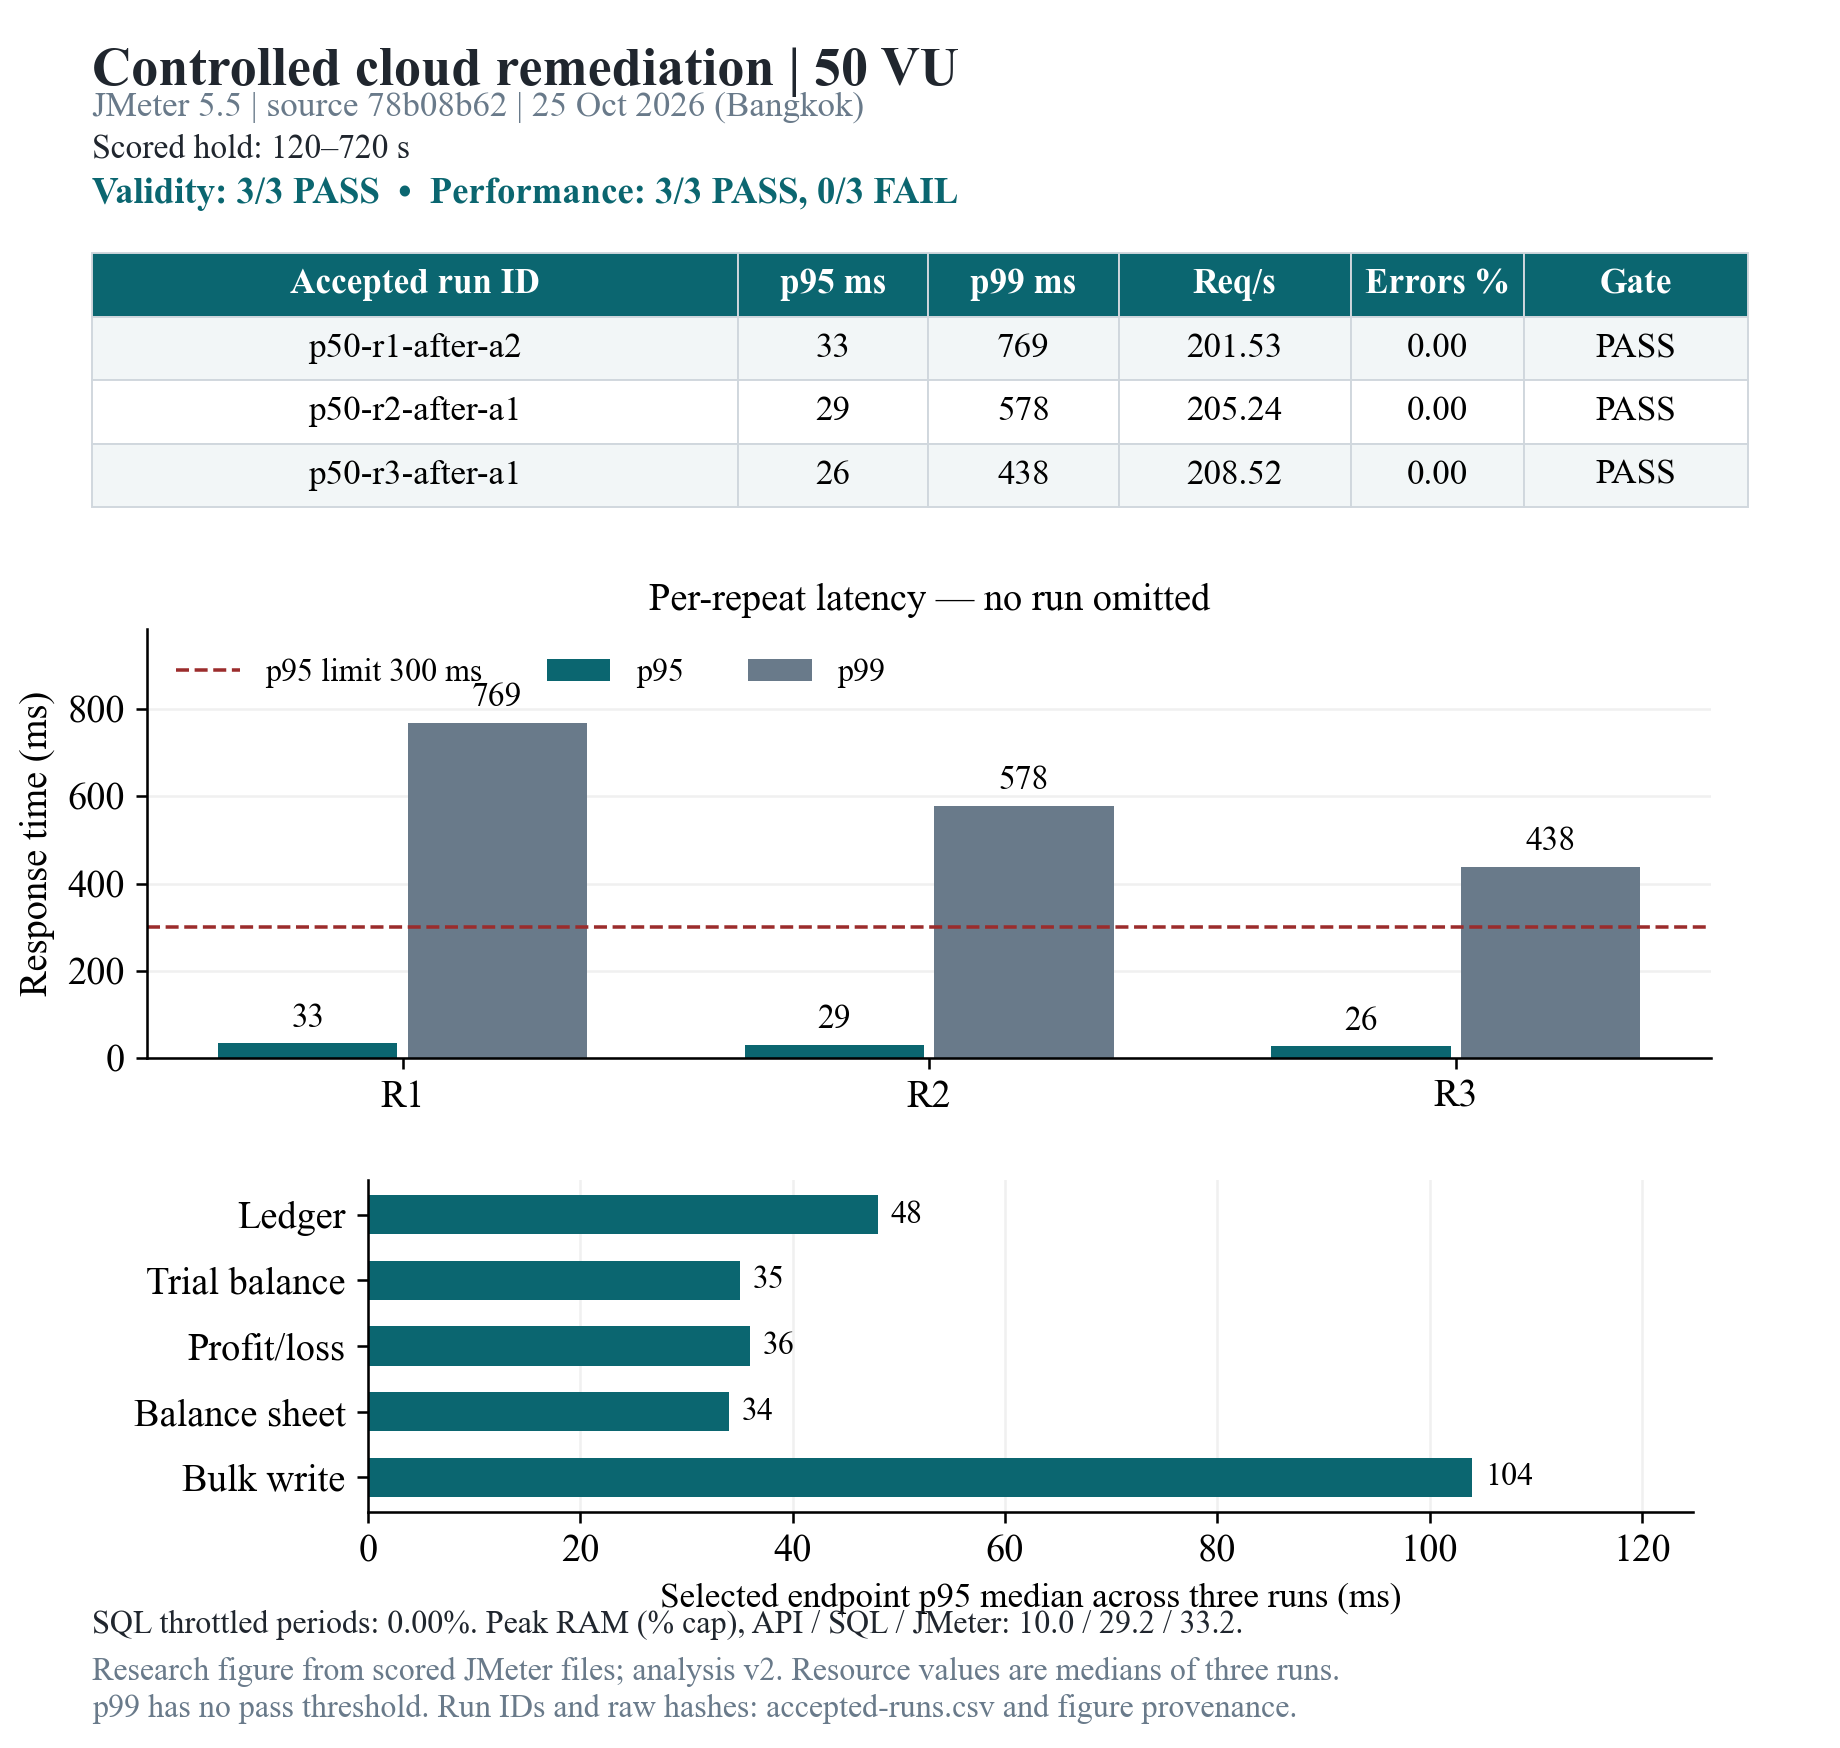 Controlled cloud remediation | 50 VU
JMeter 5.5 | source 78b08b62 | 25 Oct 2026 (Bangkok)
Scored hold: 120–720 s
Validity: 3/3 PASS • Performance: 3/3 PASS, 0/3 FAIL
Accepted run ID p95 ms p99 ms Req/s Errors % Gate
p50-r1-after-a2 33 769 201.53 0.00 PASS
p50-r2-after-a1 29 578 205.24 0.00 PASS
p50-r3-after-a1 26 438 208.52 0.00 PASS
Per-repeat latency — no run omitted
p95 limit 300 ms p95 p99
Response time (ms)
800
600
400
200
0
769
578
438
33
29
26
R1 R2 R3
Ledger 48
Trial balance 35
Profit/loss 36
Balance sheet 34
Bulk write 104
0 20 40 60 80 100 120
Selected endpoint p95 median across three runs (ms)
SQL throttled periods: 0.00%. Peak RAM (% cap), API / SQL / JMeter: 10.0 / 29.2 / 33.2.
Research figure from scored JMeter files; analysis v2. Resource values are medians of three runs.
p99 has no pass threshold. Run IDs and raw hashes: accepted-runs.csv and figure provenance.